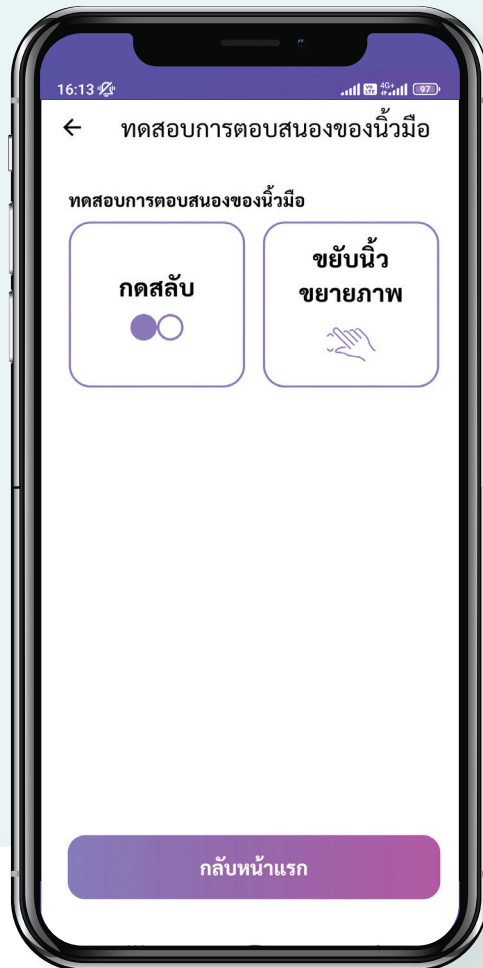 16:13
4G+
97
ทดสอบการตอบสนองของนิ้วมือ
ทดสอบการตอบสนองของนิ้วมือ
กดสลับ
ขยับนิ้ว
ขยายภาพ
กลับหน้าแรก